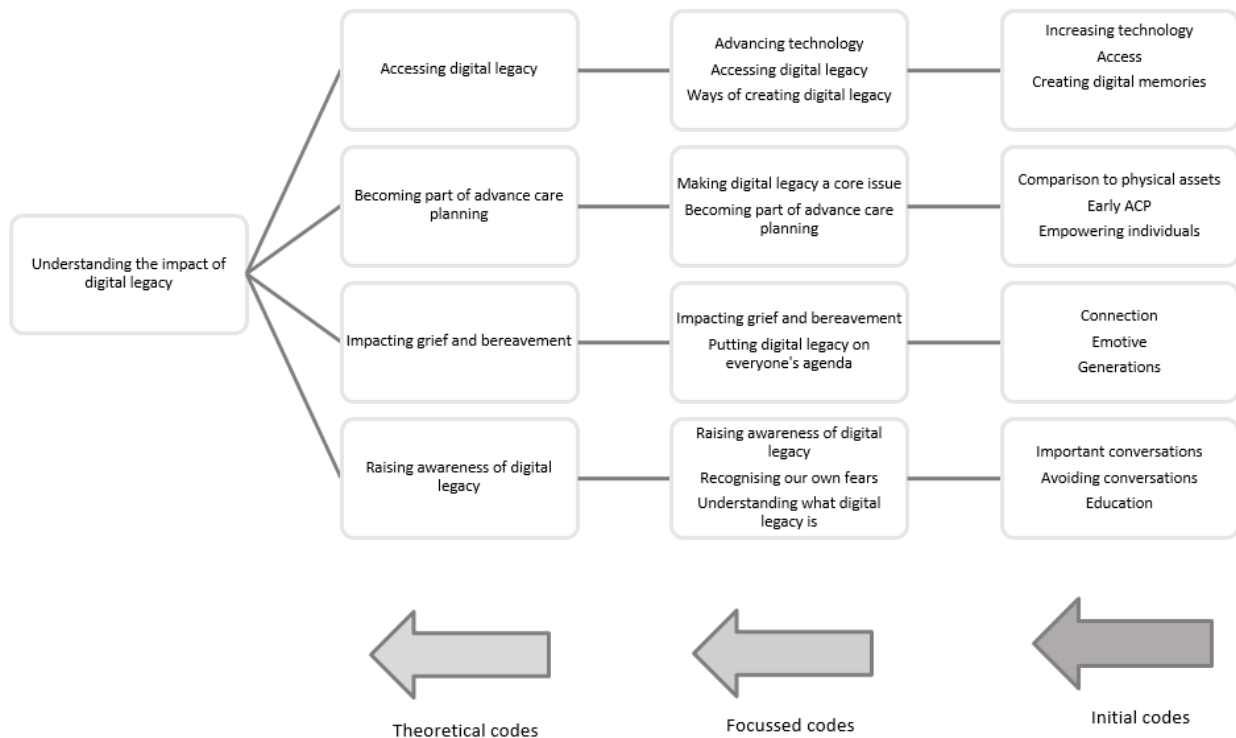 Understanding the impact of
digital legacy
Accessing digital legacy
Advancing technology
Accessing digital legacy
Ways of creating digital legacy
Increasing technology
Access
Creating digital memories
Becoming part of advance care
planning
Making digital legacy a core issue
Becoming part of advance care
planning
Comparison to physical assets
Early ACP
Empowering individuals
Impacting grief and bereavement
Impacting grief and bereavement
Putting digital legacy on
everyone's agenda
Connection
Emotive
Generations
Raising awareness of digital
legacy
Raising awareness of digital
legacy
Recognising our own fears
Understanding what digital
legacy is
Important conversations
Avoiding conversations
Education
Theoretical codes
Focussed codes
Initial codes